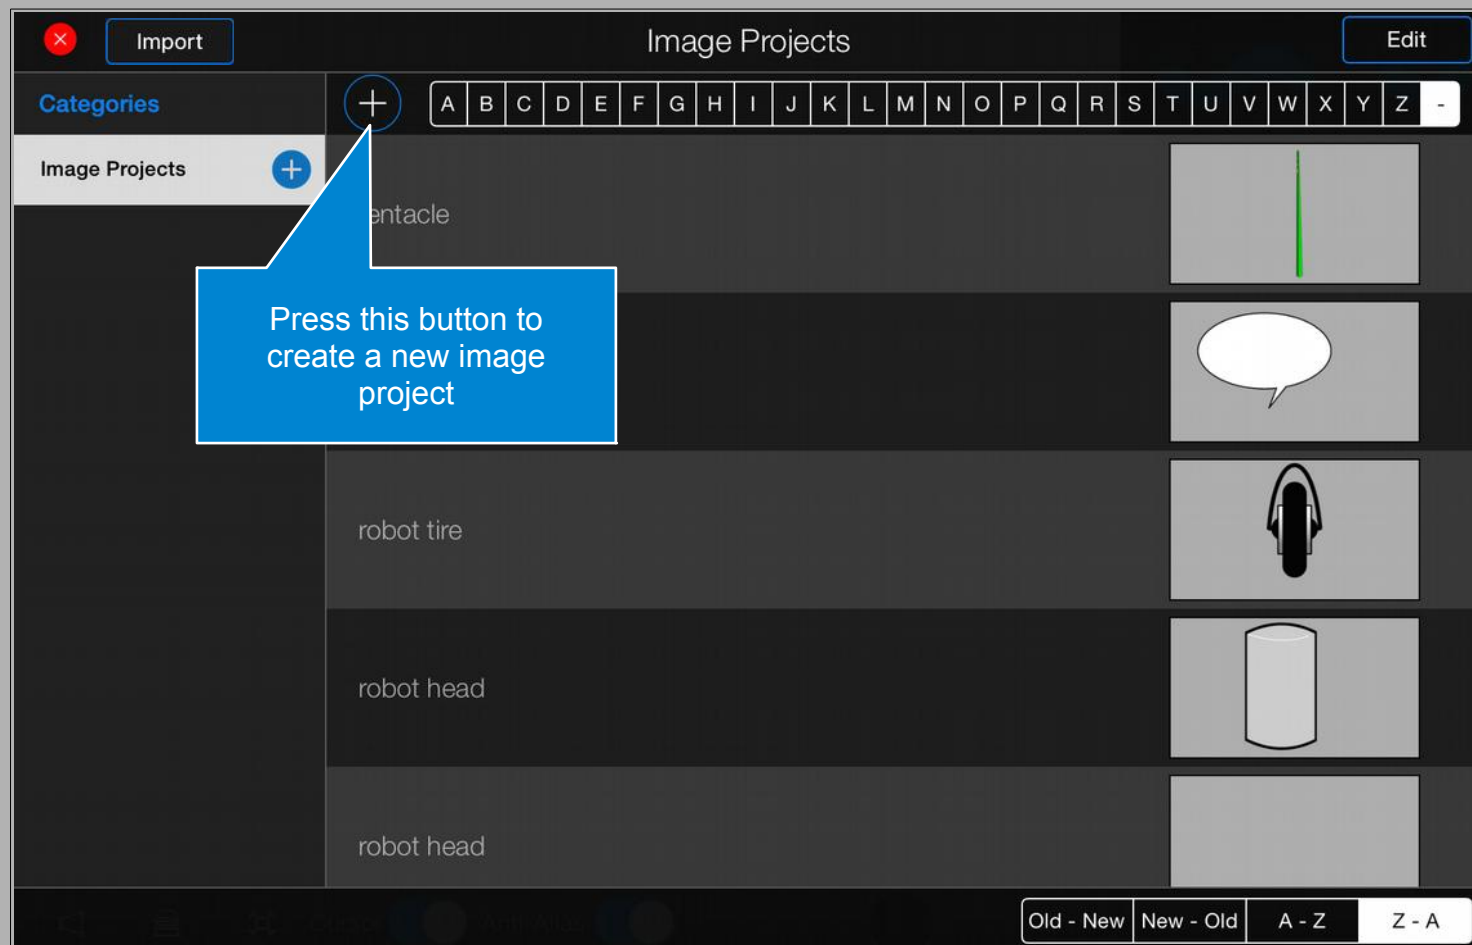 Import
Image Projects
Edit
Categories
A B C D E F G H I J K L M N O P Q R S T U V W X Y Z -
Image Projects
entacle
Press this button to
create a new image
project
robot tire
robot head
robot head
Old - New New - Old A - Z Z - A